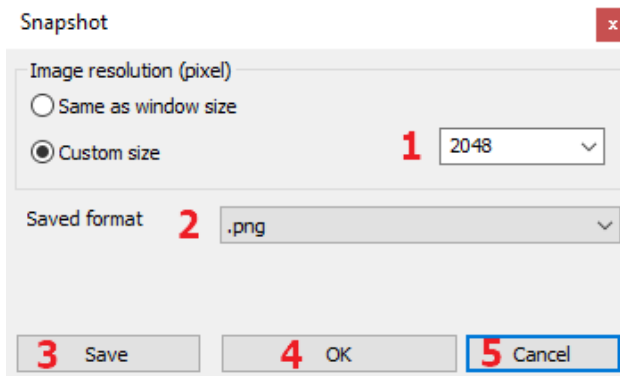 Snapshot x
Image resolution (pixel)
Same as window size
Custom size 1 2048
Saved format 2 .png
3 Save 4 OK 5 Cancel